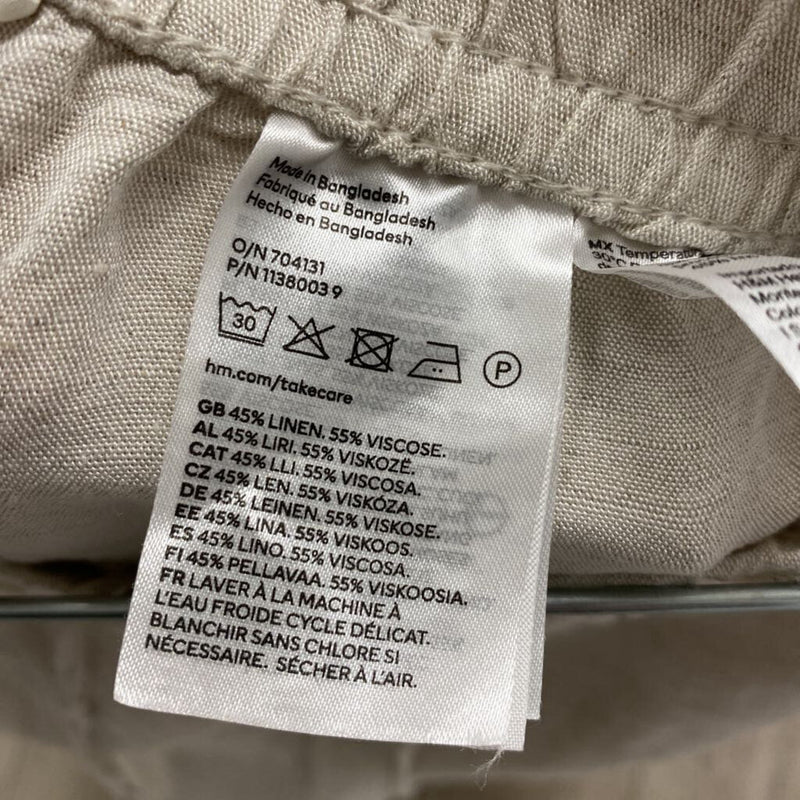 Made in Bangladesh
Fabriqué au Bangladesh
Hecho en Bangladesh
O/N 704131
P/N 1138003 9
30
P
hm.com/takecare
GB 45% LINEN. 55% VISCOSE.
AL 45% LIRI. 55% VISKOZË.
CAT 45% LLI. 55% VISCOSA.
CZ 45% LEN. 55% VISKÓZA.
DE 45% LEINEN. 55% VISKOSE.
EE 45% LINA. 55% VISKOOS.
ES 45% LINO. 55% VISCOSA.
FI 45% PELLAVAA. 55% VISKOOSIA.
FR LAVER À LA MACHINE À
L'EAU FROIDE CYCLE DÉLICAT.
BLANCHIR SANS CHLORE SI
NÉCESSAIRE. SÉCHER À L'AIR.
MX
30°C